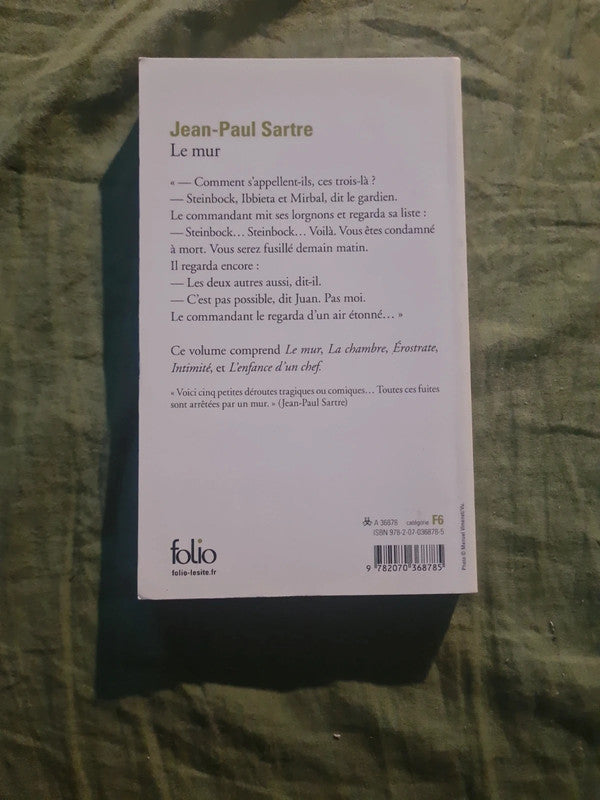 Jean-Paul Sartre
Le mur
« — Comment s'appellent-ils, ces trois-là ?
— Steinbock, Ibbieta et Mirbal, dit le gardien.
Le commandant mit ses lorgnons et regarda sa liste :
— Steinbock... Steinbock... Voilà. Vous êtes condamné
à mort. Vous serez fusillé demain matin.
Il regarda encore :
— Les deux autres aussi, dit-il.
— C'est pas possible, dit Juan. Pas moi.
Le commandant le regarda d'un air étonné... »
Ce volume comprend Le mur, La chambre, Érostrate,
Intimité, et L'enfance d'un chef.
« Voici cinq petites déroutes tragiques ou comiques... Toutes ces fuites
sont arrêtées par un mur. » (Jean-Paul Sartre)
A 36878 catégorie F6
ISBN 978-2-07-036878-5
folio
folio-lesite.fr
9 782070 368785
Photo ©